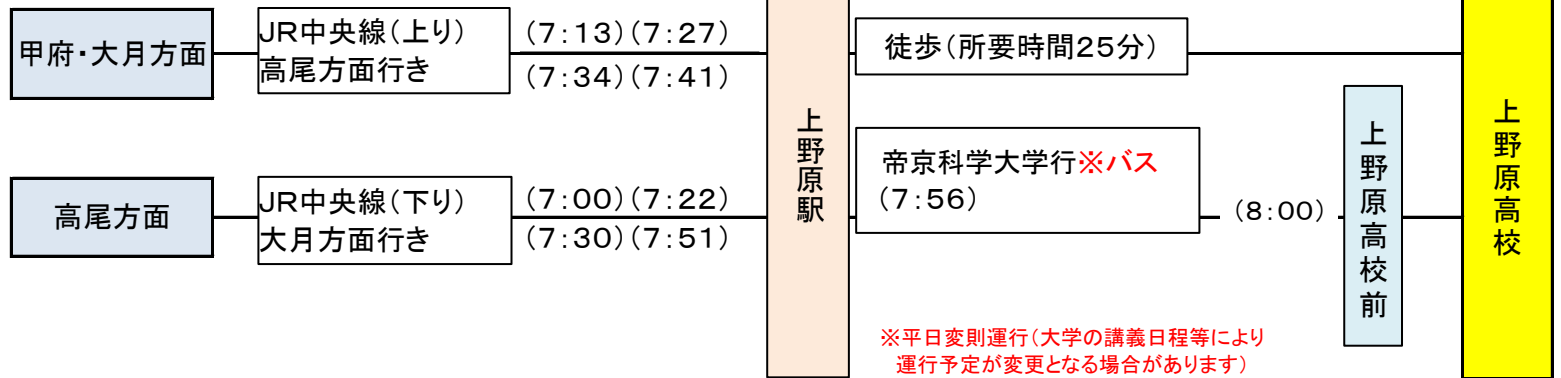 甲府・大月方面
JR中央線(上り)
高尾方面行き
(7:13)(7:27)
(7:34)(7:41)
高尾方面
JR中央線(下り)
大月方面行き
(7:00)(7:22)
(7:30)(7:51)
上野原駅
徒歩(所要時間25分)
帝京科学大学行※バス
(7:56)
(8:00)
上野原高校前
上野原高校
※平日変則運行(大学の講義日程等により
運行予定が変更となる場合があります)